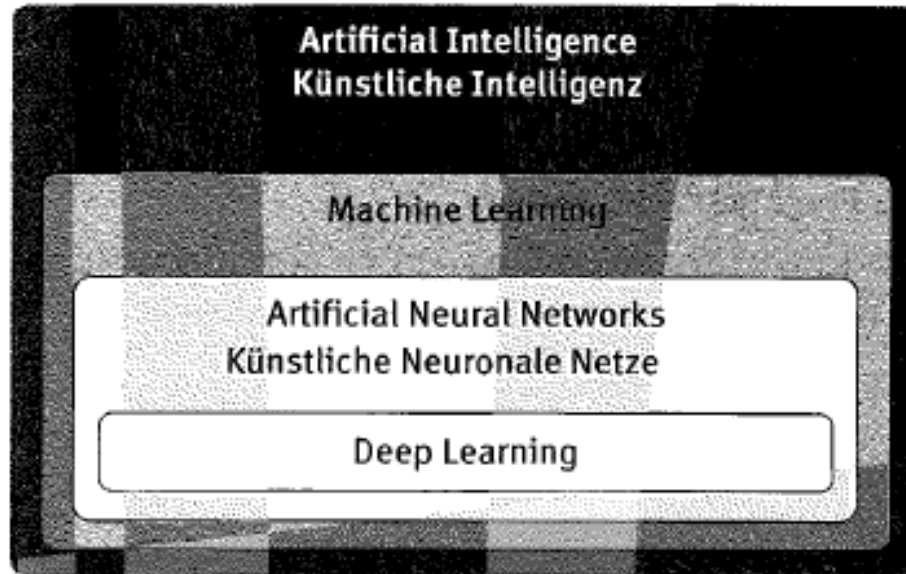 Artificial Intelligence
Künstliche Intelligenz
Machine Learning
Artificial Neural Networks
Künstliche Neuronale Netze
Deep Learning